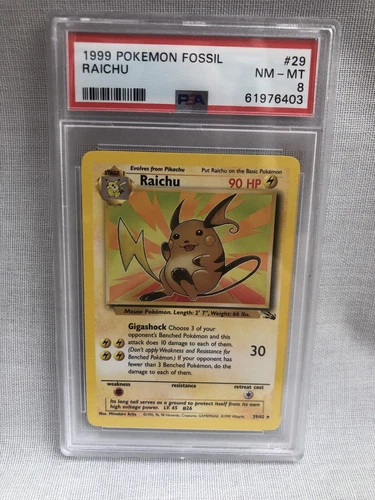 1999 POKEMON FOSSIL #29
RAICHU NM - MT
8
PSA 61976403
STAGE 1 Evolves from Pikachu Put Raichu on the Basic Pokémon
Raichu 90 HP
Mouse Pokémon. Length: 2' 7", Weight: 66 lbs.
Gigashock Choose 3 of your
opponent's Benched Pokémon and this
attack does 10 damage to each of them.
(Don't apply Weakness and Resistance for
Benched Pokémon.) If your opponent has
fewer than 3 Benched Pokémon, do the
damage to each of them.
30
weakness resistance retreat cost
Its long tail serves as a ground to protect itself from its own
high voltage power. LV. 45 #26
29/62